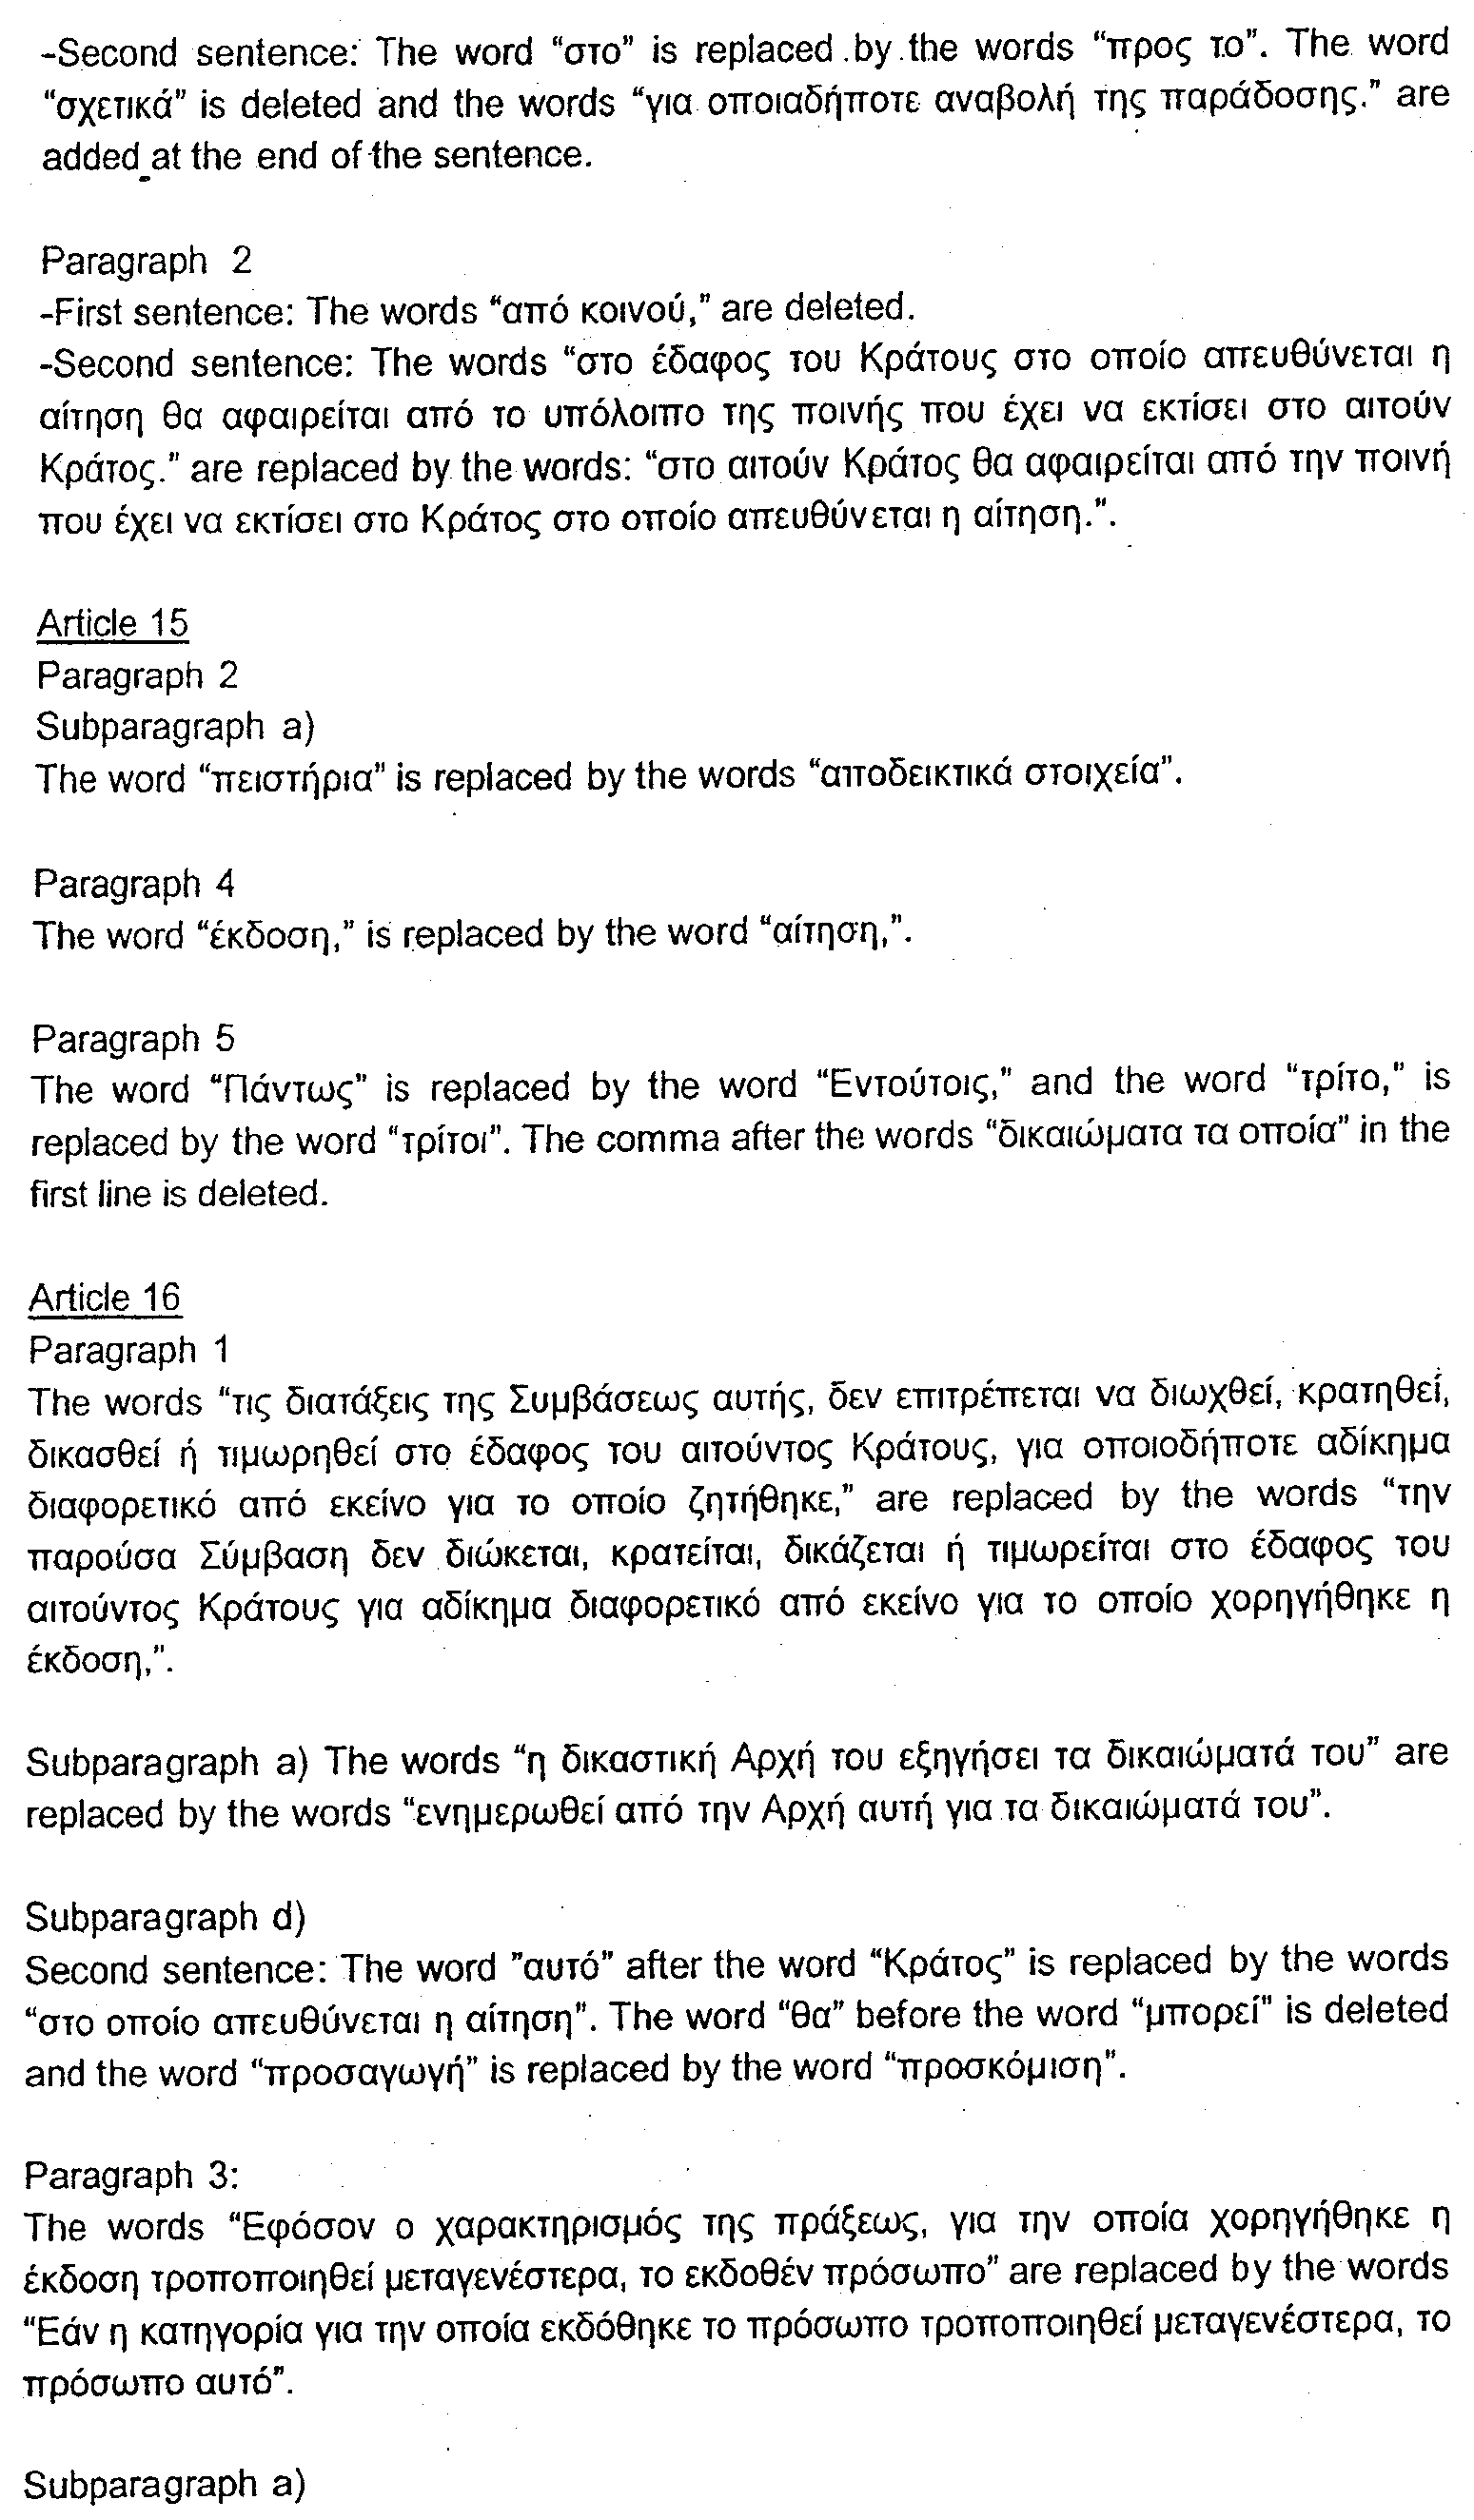 -Second sentence: The word “στο” is replaced by the words “προς το”. The word
“σχετικά” is deleted and the words “για οποιαδήποτε αναβολή της παράδοσης.” are
added at the end of the sentence.
Paragraph 2
-First sentence: The words “από κοινού,” are deleted.
-Second sentence: The words “στο έδαφος του Κράτους στο οποίο απευθύνεται η
αίτηση θα αφαιρείται από το υπόλοιπο της ποινής που έχει να εκτίσει στο αιτούν
Κράτος.” are replaced by the words: “στο αιτούν Κράτος θα αφαιρείται από την ποινή
που έχει να εκτίσει στο Κράτος στο οποίο απευθύνεται η αίτηση.”.
Article 15
Paragraph 2
Subparagraph a)
The word “πειστήρια” is replaced by the words “αποδεικτικά στοιχεία”.
Paragraph 4
The word “έκδοση,” is replaced by the word “αίτηση,”.
Paragraph 5
The word “Πάντως” is replaced by the word “Εντούτοις,” and the word “τρίτο,” is
replaced by the word “τρίτοι”. The comma after the words “δικαιώματα τα οποία” in the
first line is deleted.
Article 16
Paragraph 1
The words “τις διατάξεις της Συμβάσεως αυτής, δεν επιτρέπεται να διωχθεί, κρατηθεί,
δικασθεί ή τιμωρηθεί στο έδαφος του αιτούντος Κράτους, για οποιοδήποτε αδίκημα
διαφορετικό από εκείνο για το οποίο ζητήθηκε,” are replaced by the words “την
παρούσα Σύμβαση δεν διώκεται, κρατείται, δικάζεται ή τιμωρείται στο έδαφος του
αιτούντος Κράτους για αδίκημα διαφορετικό από εκείνο για το οποίο χορηγήθηκε η
έκδοση,”.
Subparagraph a) The words “η δικαστική Αρχή του εξηγήσει τα δικαιώματά του” are
replaced by the words “ενημερωθεί από την Αρχή αυτή για τα δικαιώματά του”.
Subparagraph d)
Second sentence: The word ”αυτό” after the word “Κράτος” is replaced by the words
“στο οποίο απευθύνεται η αίτηση”. The word “θα” before the word “μπορεί” is deleted
and the word “προσαγωγή” is replaced by the word “προσκόμιση”.
Paragraph 3:
The words “Εφόσον ο χαρακτηρισμός της πράξεως, για την οποία χορηγήθηκε η
έκδοση τροποποιηθεί μεταγενέστερα, το εκδοθέν πρόσωπο” are replaced by the words
“Εάν η κατηγορία για την οποία εκδόθηκε το πρόσωπο τροποποιηθεί μεταγενέστερα, το
πρόσωπο αυτό”.
Subparagraph a)